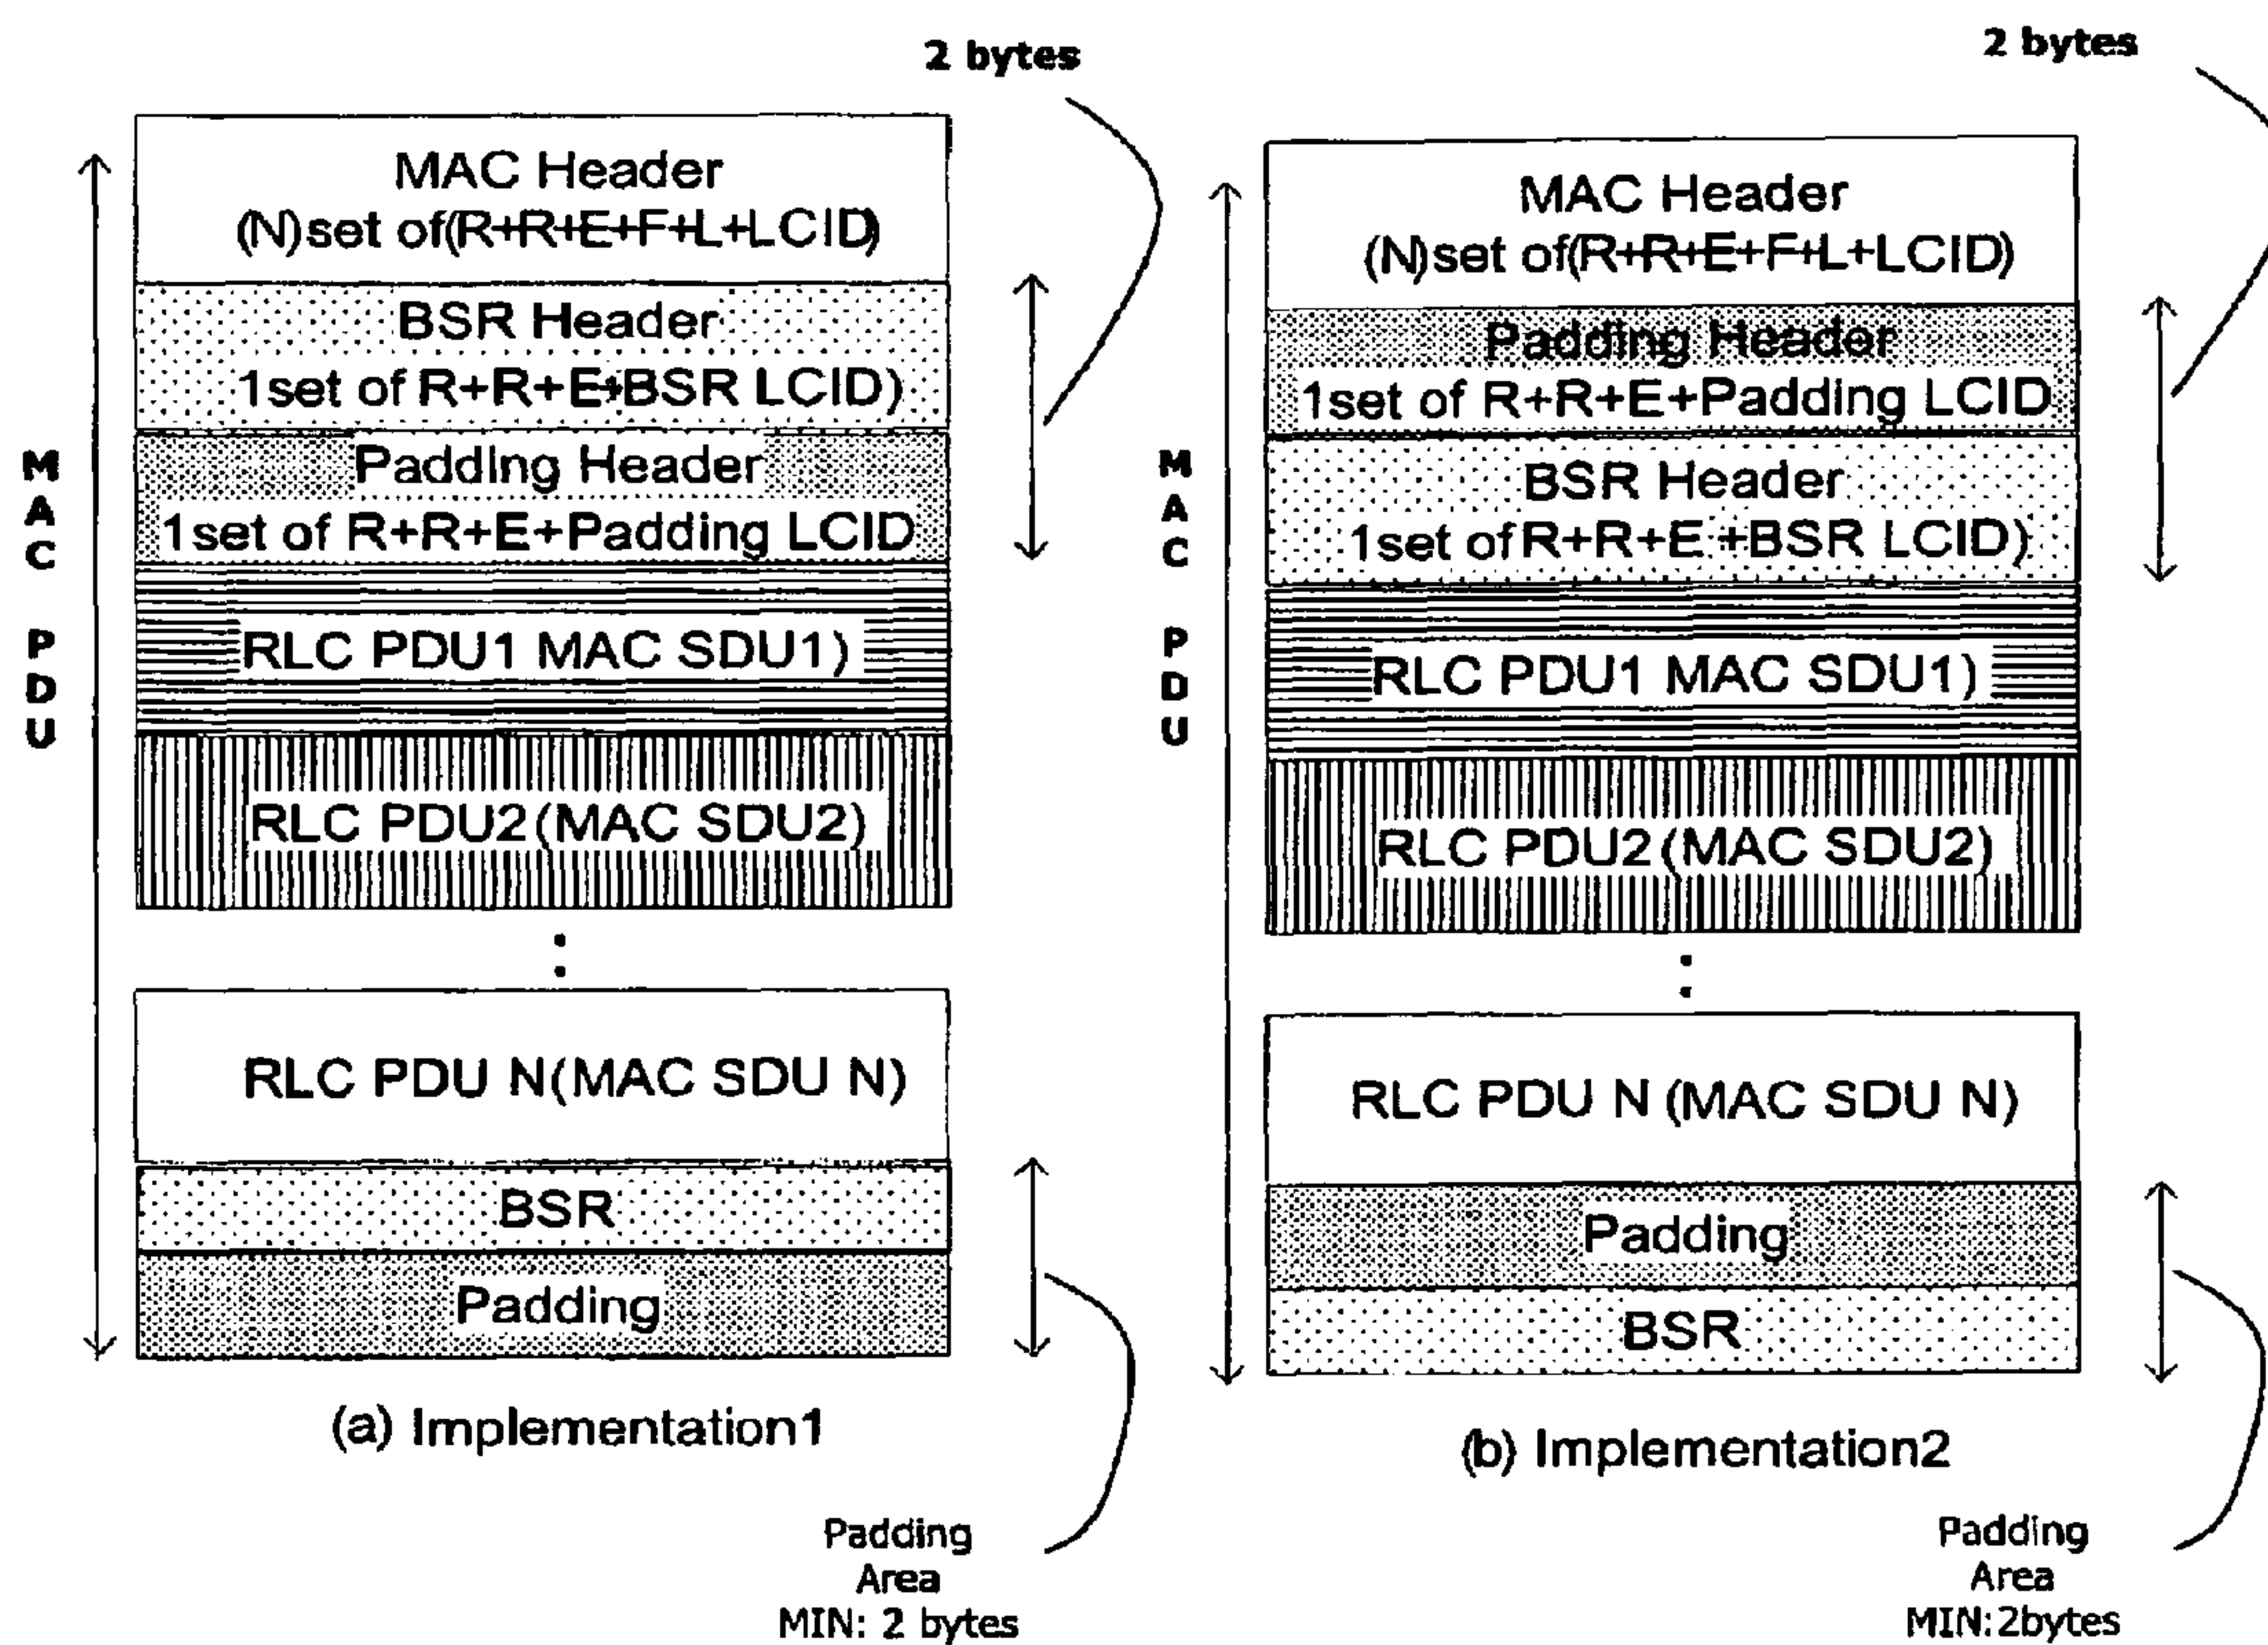 2 bytes
MAC Header
(N)set of(R+R+E+F+L+LCID)
BSR Header
1set of R+R+E+BSR LCID)
Padding Header
1set of R+R+E+Padding LCID
RLC PDU1 MAC SDU1)
RLC PDU2(MAC SDU2)
:
RLC PDU N(MAC SDU N)
BSR
Padding
MAC PDU
(a) Implementation1
Padding
Area
MIN: 2 bytes
2 bytes
MAC Header
(N)set of(R+R+E+F+L+LCID)
Padding Header
1set of R+R+E+Padding LCID
BSR Header
1set of R+R+E+BSR LCID)
RLC PDU1 MAC SDU1)
RLC PDU2(MAC SDU2)
:
RLC PDU N (MAC SDU N)
Padding
BSR
MAC PDU
(b) Implementation2
Padding
Area
MIN:2bytes